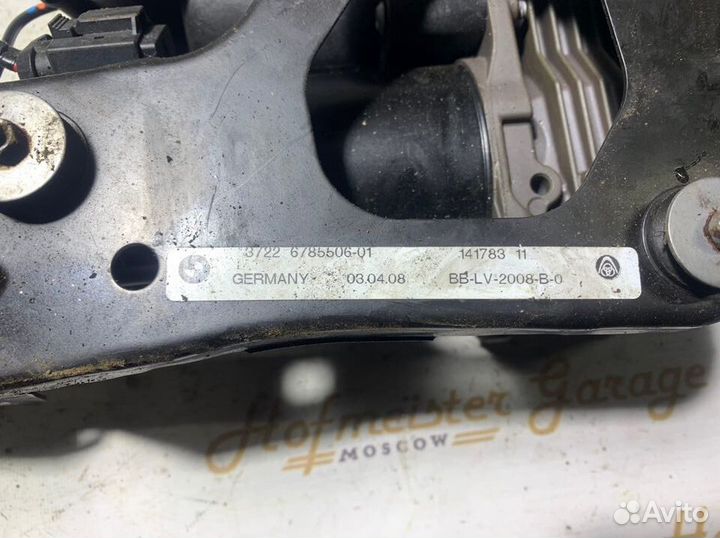 3722 6785506-01 141783 11
GERMANY 03.04.08 BB-LV-2008-B-0
Hofmeister Garage
MOSCOW
Avito